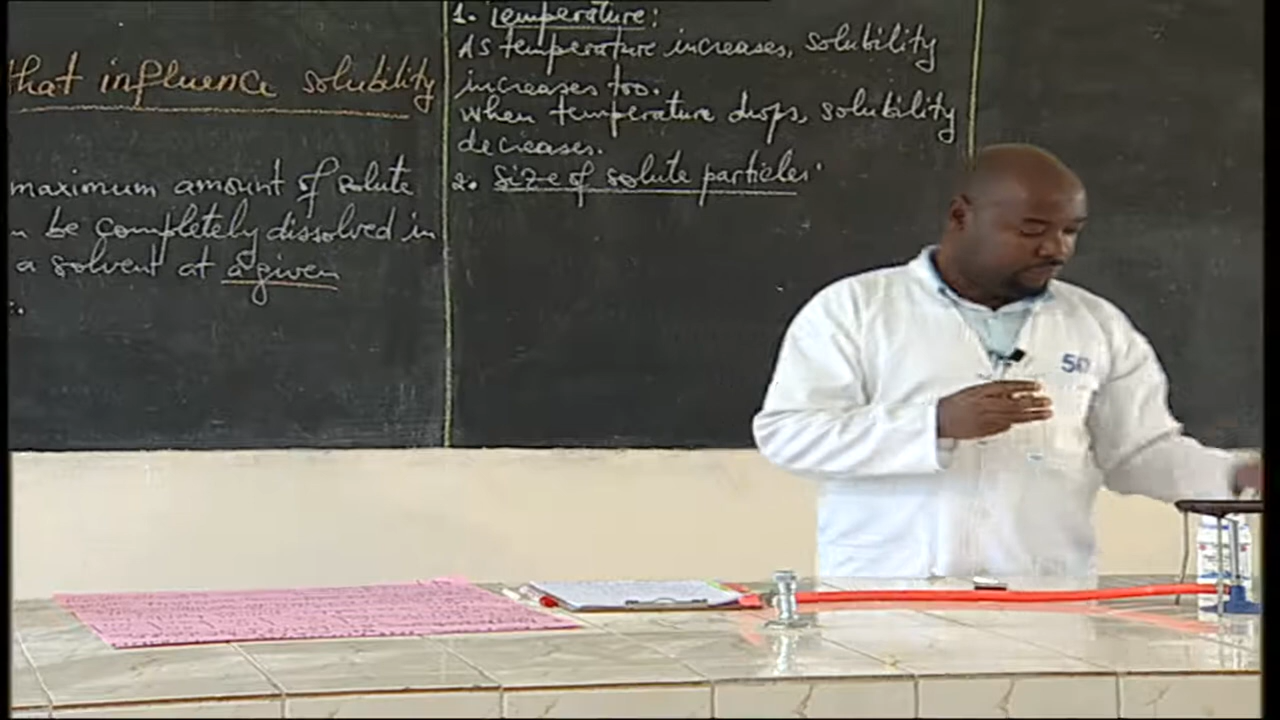 that influence solubility
maximum amount of solute
n be completely dissolved in
a solvent at a given
1. Temperature:
As temperature increases, solubility
increases too.
When temperature drops, solubility
decreases.
2. Size of solute particles